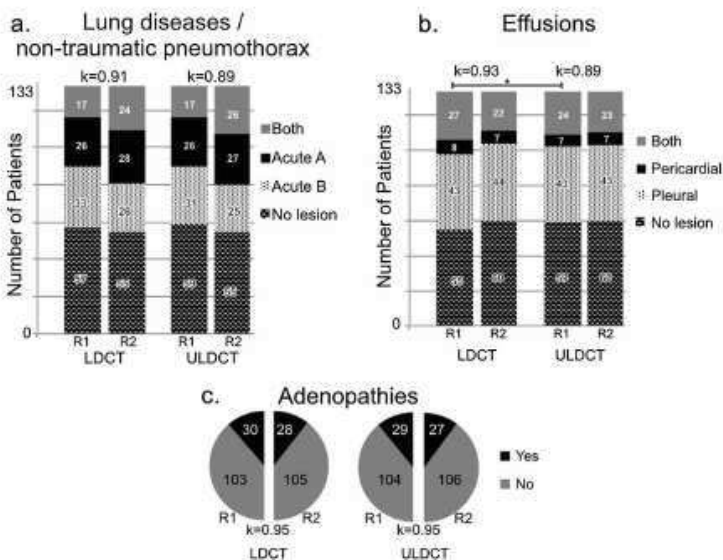 a.
Lung diseases /
non-traumatic pneumothorax
k=0.91
k=0.89
133
Number of Patients
0
17
26
33
24
28
26
17
26
31
26
27
25
Both
Acute A
Acute B
No lesion
R1
R2
R1
R2
LDCT
ULDCT
b.
Effusions
k=0.93
*
k=0.89
133
Number of Patients
0
27
8
43
22
7
44
24
7
43
23
7
43
Both
Pericardial
Pleural
No lesion
R1
R2
R1
R2
LDCT
ULDCT
c.
Adenopathies
30
28
103
105
R1
R2
k=0.95
LDCT
29
27
104
106
R1
R2
k=0.95
ULDCT
Yes
No